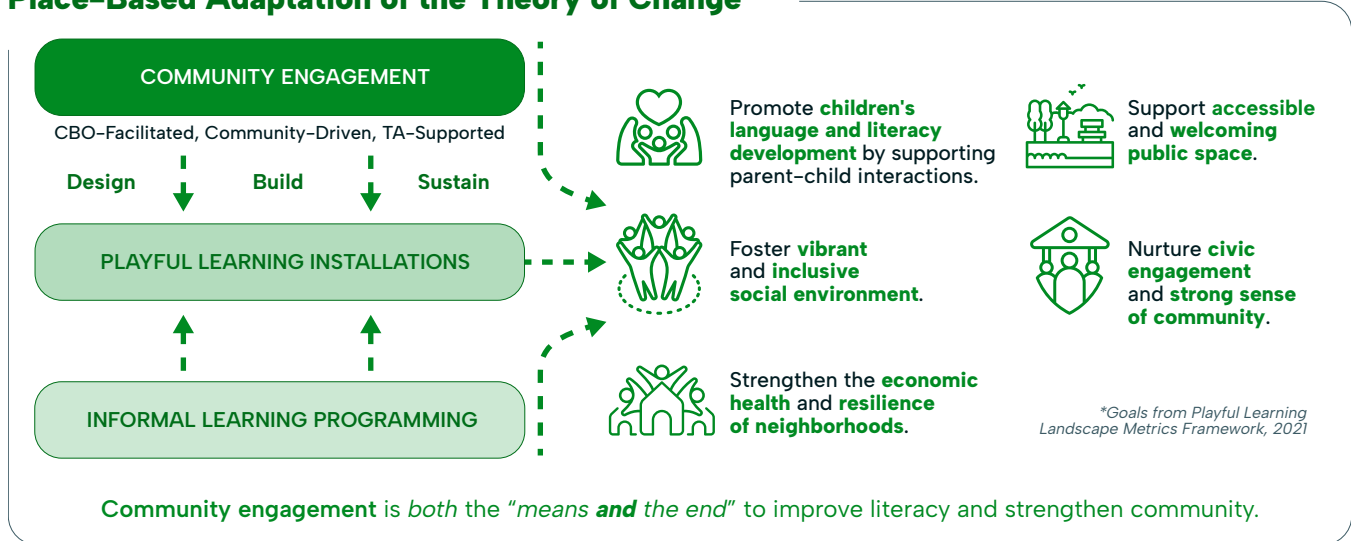 Place-Based Adaptation of the Theory of Change
COMMUNITY ENGAGEMENT
CBO-Facilitated, Community-Driven, TA-Supported
Design
Build
Sustain
PLAYFUL LEARNING INSTALLATIONS
INFORMAL LEARNING PROGRAMMING
Promote children's
language and literacy
development by supporting
parent-child interactions.
Foster vibrant
and inclusive
social environment.
Strengthen the economic
health and resilience
of neighborhoods.
Support accessible
and welcoming
public space.
Nurture civic
engagement
and strong sense
of community.
*Goals from Playful Learning
Landscape Metrics Framework, 2021
Community engagement is both the “means and the end” to improve literacy and strengthen community.